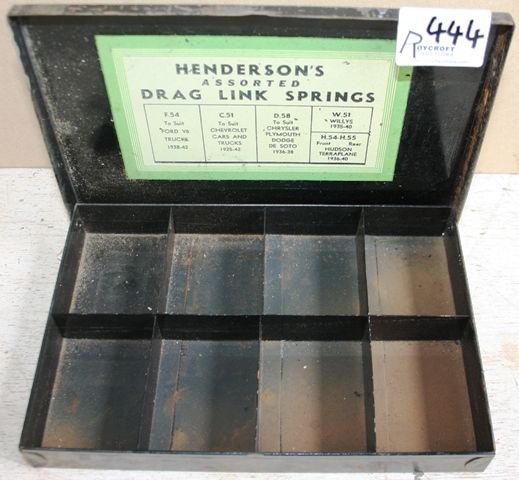 444
ROYCROFT
HENDERSON'S
ASSORTED
DRAG LINK SPRINGS
F.54
To Suit
FORD V8
TRUCKS
1938-42
C.51
To Suit
CHEVROLET
CARS AND
TRUCKS
1935-42
D.58
To Suit
CHRYSLER
PLYMOUTH
DODGE
DE SOTO
1936-38
W.51
WILLYS
1935-40
H.54-H.55
Front Rear
HUDSON
TERRAPLANE
1936-40